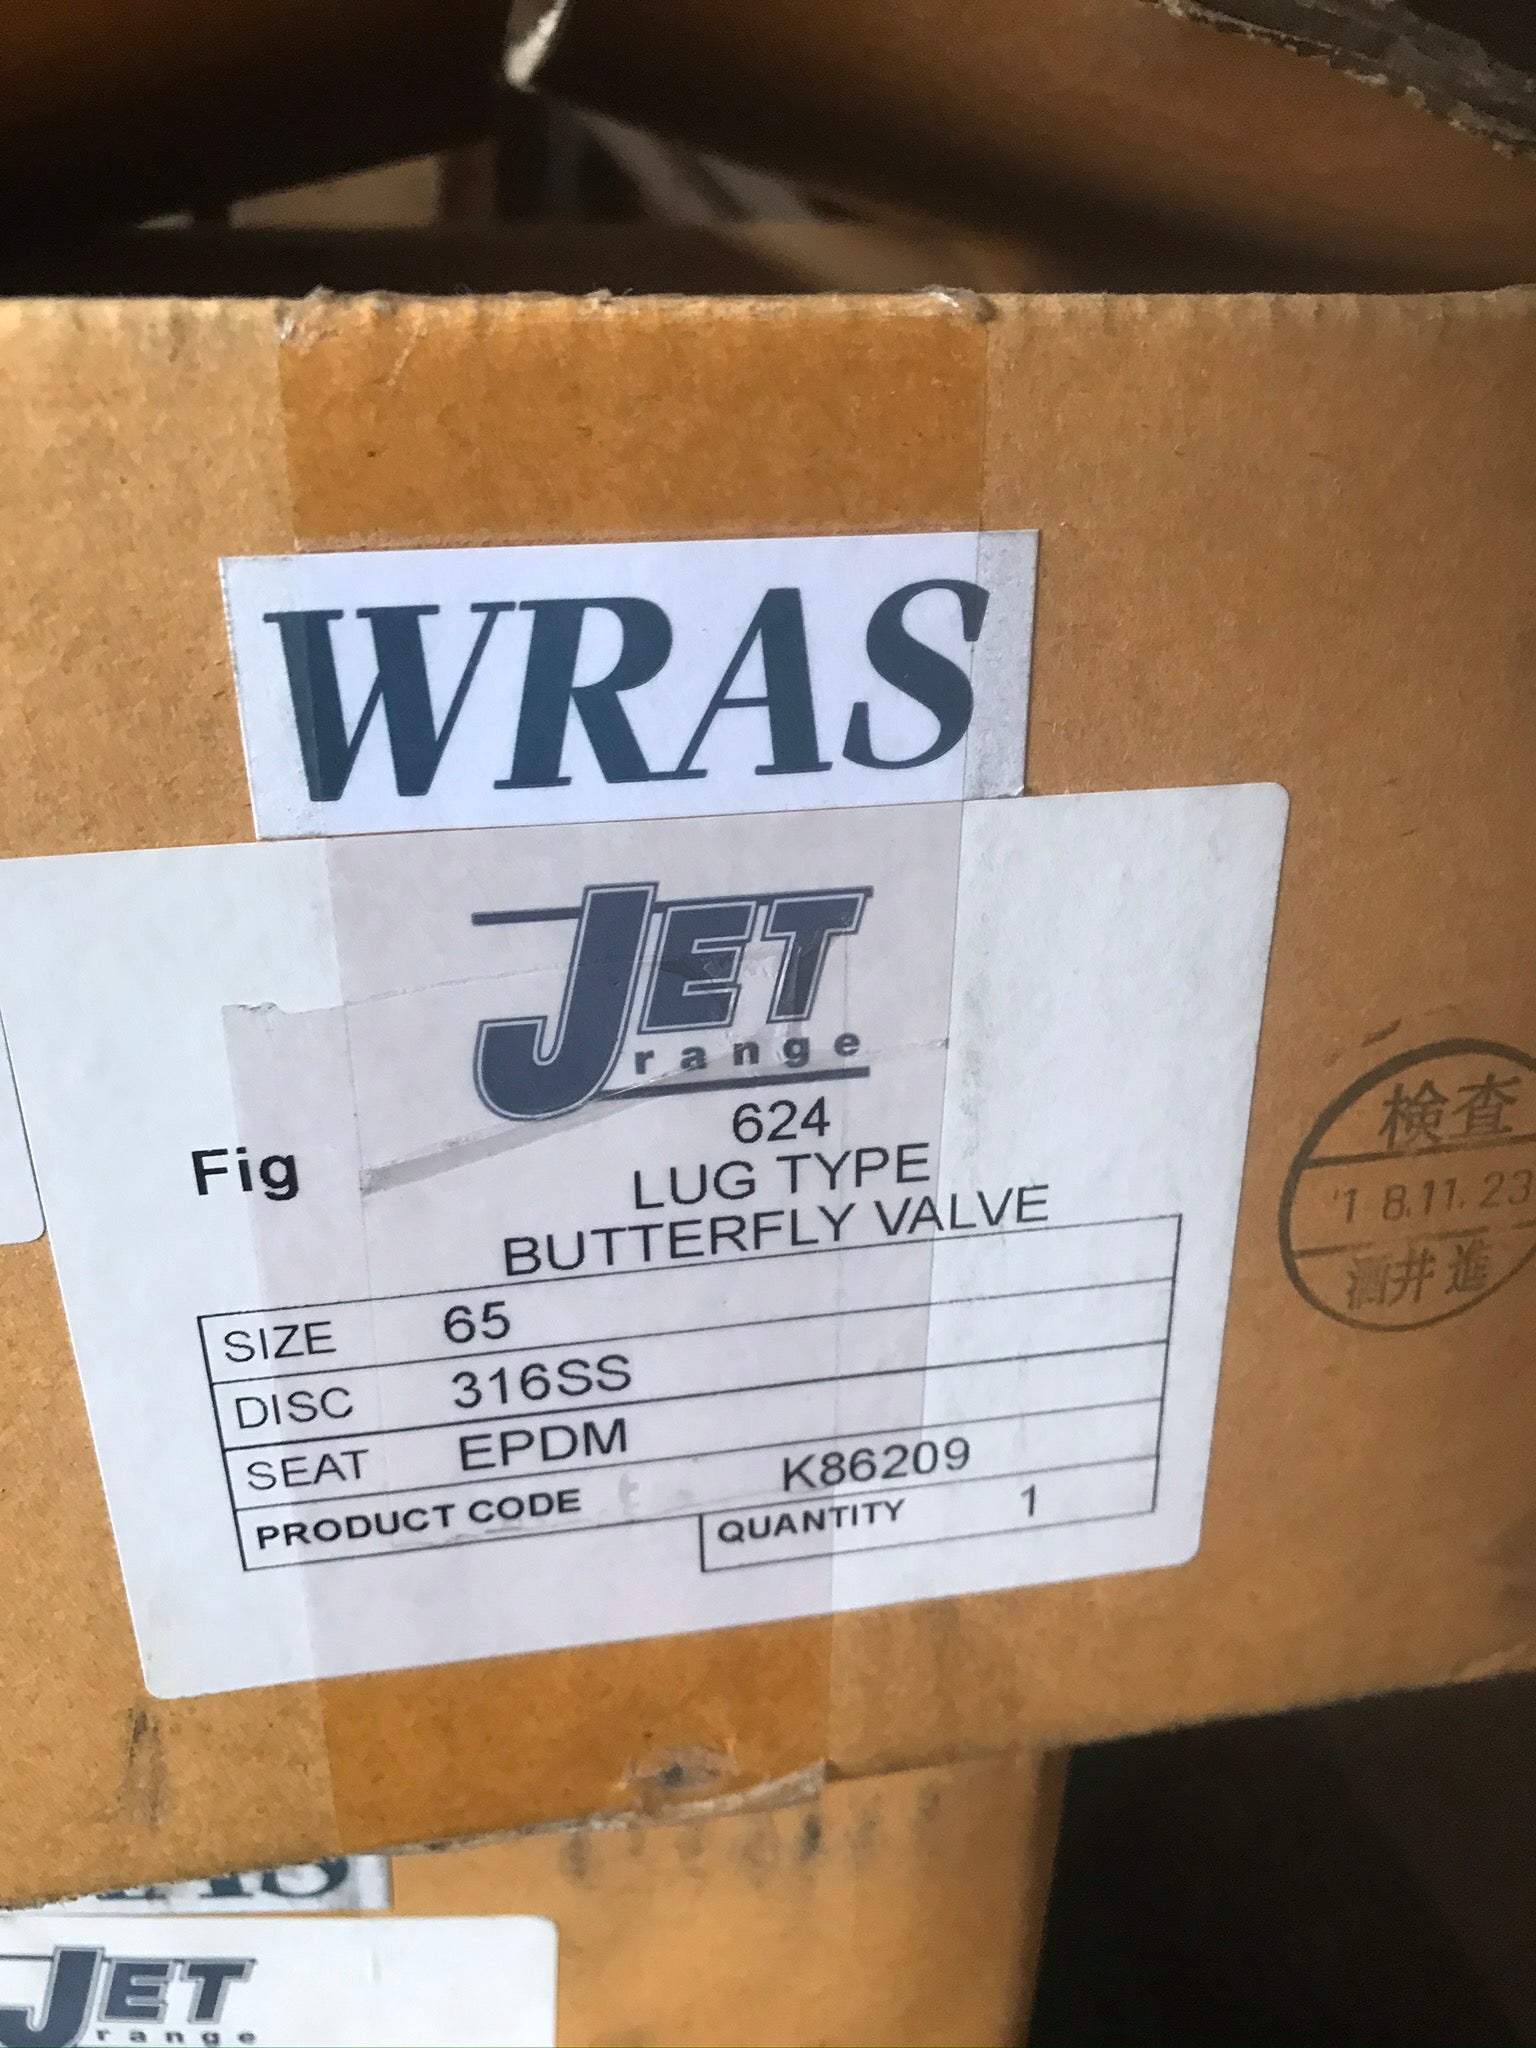 WRAS
JET
range
624
Fig
LUG TYPE
BUTTERFLY VALVE
SIZE 65
DISC 316SS
SEAT EPDM
PRODUCT CODE K86209
QUANTITY 1
検査
'18.11.23
酒井進
JET
range